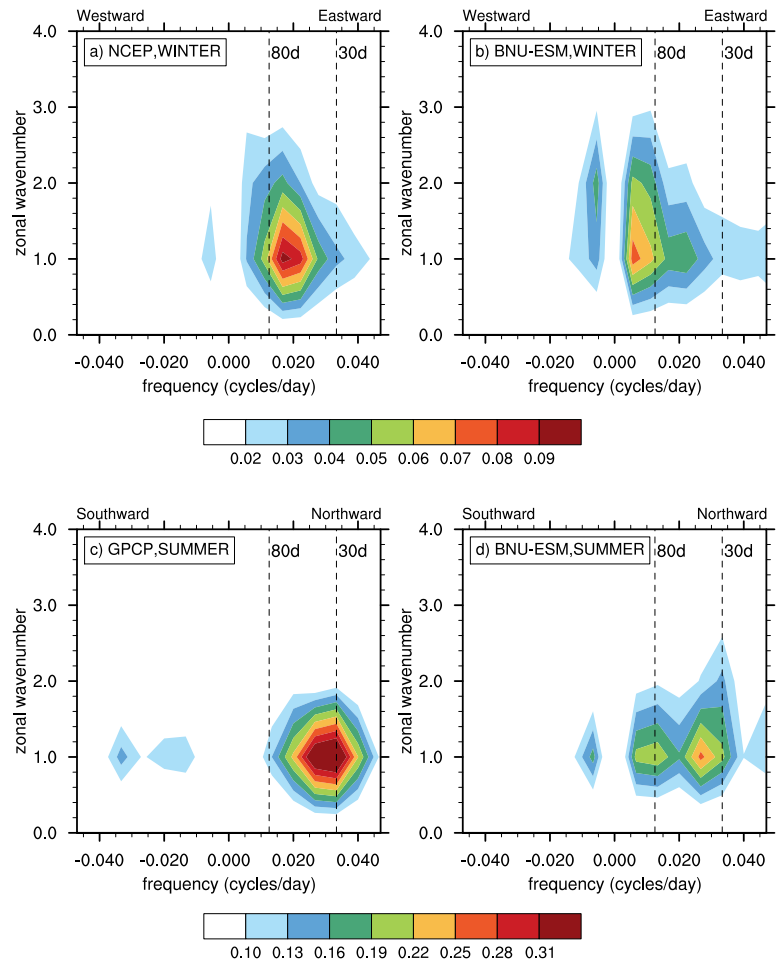 Westward Eastward
a) NCEP,WINTER 80d 30d
4.0
3.0
2.0
1.0
0.0
zonal wavenumber
-0.040 -0.020 0.000 0.020 0.040
frequency (cycles/day)
Westward Eastward
b) BNU-ESM,WINTER 80d 30d
4.0
3.0
2.0
1.0
0.0
zonal wavenumber
-0.040 -0.020 0.000 0.020 0.040
frequency (cycles/day)
0.02 0.03 0.04 0.05 0.06 0.07 0.08 0.09
Southward Northward
c) GPCP,SUMMER 80d 30d
4.0
3.0
2.0
1.0
0.0
zonal wavenumber
-0.040 -0.020 0.000 0.020 0.040
frequency (cycles/day)
Southward Northward
d) BNU-ESM,SUMMER 80d 30d
4.0
3.0
2.0
1.0
0.0
zonal wavenumber
-0.040 -0.020 0.000 0.020 0.040
frequency (cycles/day)
0.10 0.13 0.16 0.19 0.22 0.25 0.28 0.31